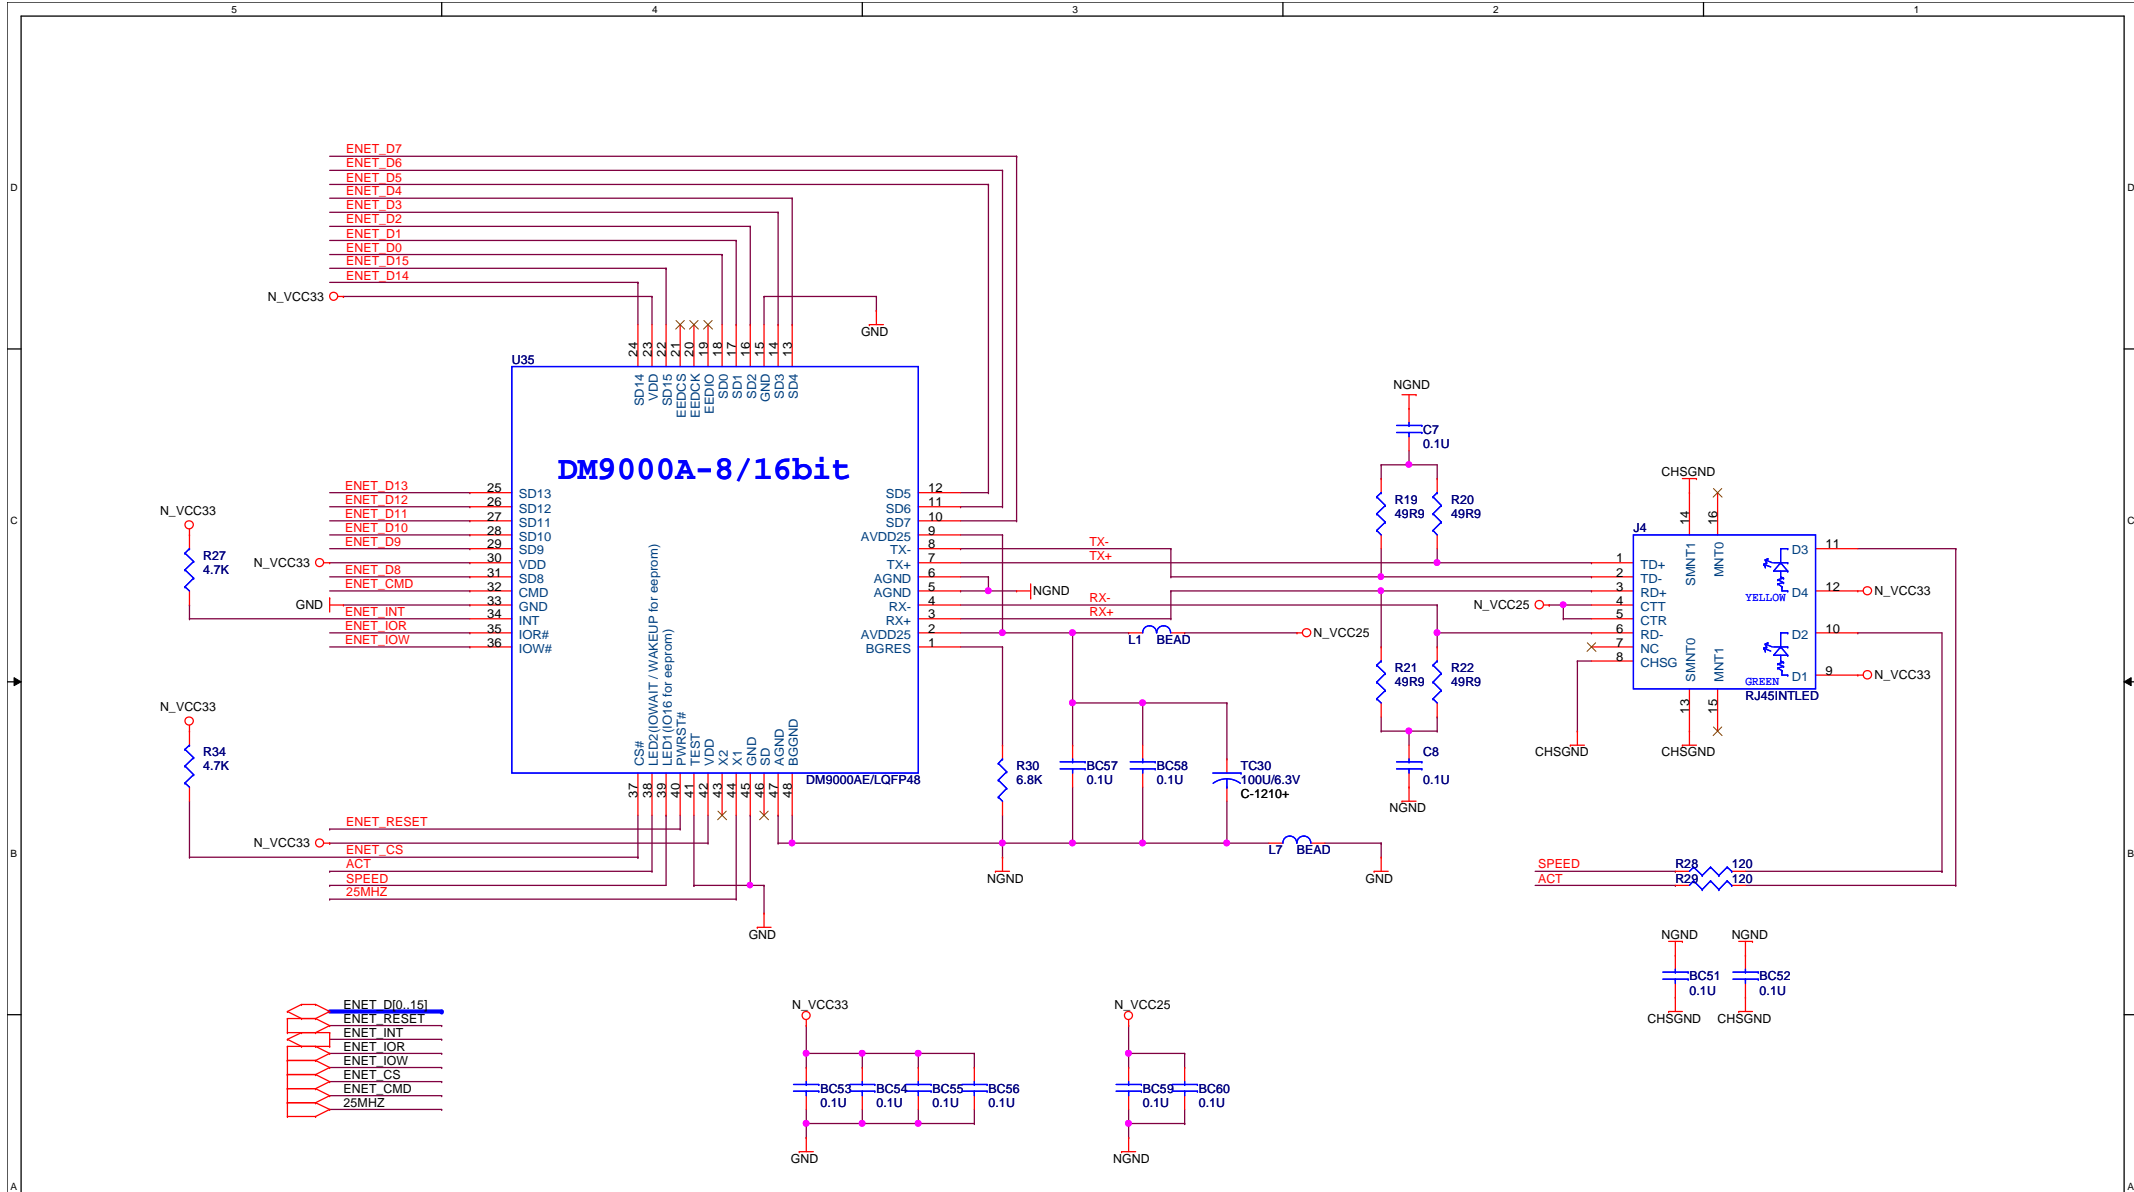 5 4 3 2 1
D D
C C
B B
A A
ENET_D7
ENET_D6
ENET_D5
ENET_D4
ENET_D3
ENET_D2
ENET_D1
ENET_D0
ENET_D15
ENET_D14
N_VCC33
GND
U35
24 23 22 21 20 19 18 17 16 15 14 13
SD14 VDD SD15 EEDCS EEDCK EEDIO SD0 SD1 SD2 GND SD3 SD4
DM9000A-8/16bit
ENET_D13 25 SD13
ENET_D12 26 SD12
ENET_D11 27 SD11
ENET_D10 28 SD10
ENET_D9 29 SD9
N_VCC33 30 VDD
ENET_D8 31 SD8
ENET_CMD 32 CMD
GND 33 GND
ENET_INT 34 INT
ENET_IOR 35 IOR#
ENET_IOW 36 IOW#
N_VCC33
R27
4.7K
N_VCC33
R34
4.7K
SD5 12
SD6 11
SD7 10
AVDD25 9
TX- 8 TX-
TX+ 7 TX+
AGND 6
AGND 5 NGND
RX- 4 RX-
RX+ 3 RX+
AVDD25 2
BGRES 1
L1 BEAD N_VCC25
CS#
LED2(IOWAIT / WAKEUP for eeprom)
LED1(IO16 for eeprom)
PWRST#
TEST
VDD
X2
X1
GND
SD
AGND
BGGND
37 38 39 40 41 42 43 44 45 46 47 48
DM9000AE/LQFP48
ENET_RESET
N_VCC33
ENET_CS
ACT
SPEED
25MHZ
GND
R30
6.8K
NGND
BC57
0.1U
BC58
0.1U
TC30
100U/6.3V
C-1210+
L7 BEAD
GND
NGND
C7
0.1U
R19
49R9
R20
49R9
R21
49R9
R22
49R9
C8
0.1U
NGND
CHSGND
14 16
J4
SMNT1 MNT0
1 TD+
2 TD-
3 RD+
N_VCC25 4 CTT
5 CTR
6 RD-
7 NC
8 CHSG
D3 11
D4 12 N_VCC33
YELLOW
D2 10
D1 9 N_VCC33
GREEN
SMNT0 MNT1
RJ45INTLED
13 15
CHSGND CHSGND
SPEED R28 120
ACT R29 120
NGND NGND
BC51
0.1U
BC52
0.1U
CHSGND CHSGND
ENET_D[0..15]
ENET_RESET
ENET_INT
ENET_IOR
ENET_IOW
ENET_CS
ENET_CMD
25MHZ
N_VCC33
BC53 BC54 BC55 BC56
0.1U 0.1U 0.1U 0.1U
GND
N_VCC25
BC59 BC60
0.1U 0.1U
NGND